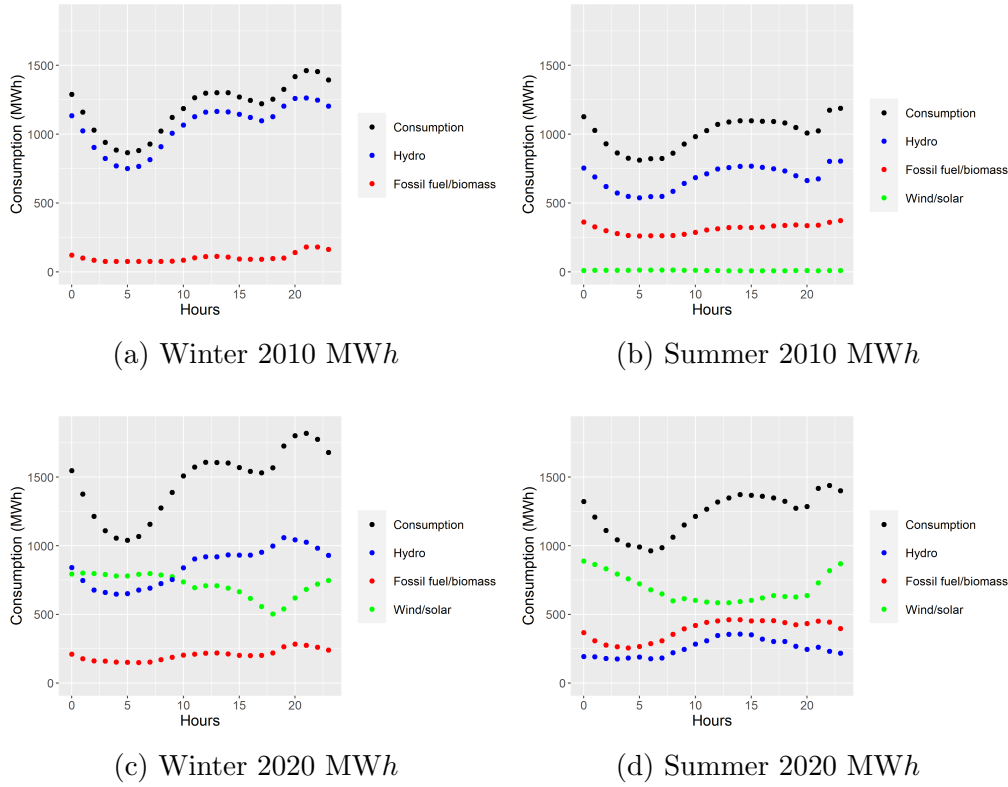 Consumption (MWh)
1500
1000
500
0
0 5 10 15 20
Hours
Consumption
Hydro
Fossil fuel/biomass
(a) Winter 2010 MWh
Consumption (MWh)
1500
1000
500
0
0 5 10 15 20
Hours
Consumption
Hydro
Fossil fuel/biomass
Wind/solar
(b) Summer 2010 MWh
Consumption (MWh)
1500
1000
500
0
0 5 10 15 20
Hours
Consumption
Hydro
Fossil fuel/biomass
Wind/solar
(c) Winter 2020 MWh
Consumption (MWh)
1500
1000
500
0
0 5 10 15 20
Hours
Consumption
Hydro
Fossil fuel/biomass
Wind/solar
(d) Summer 2020 MWh